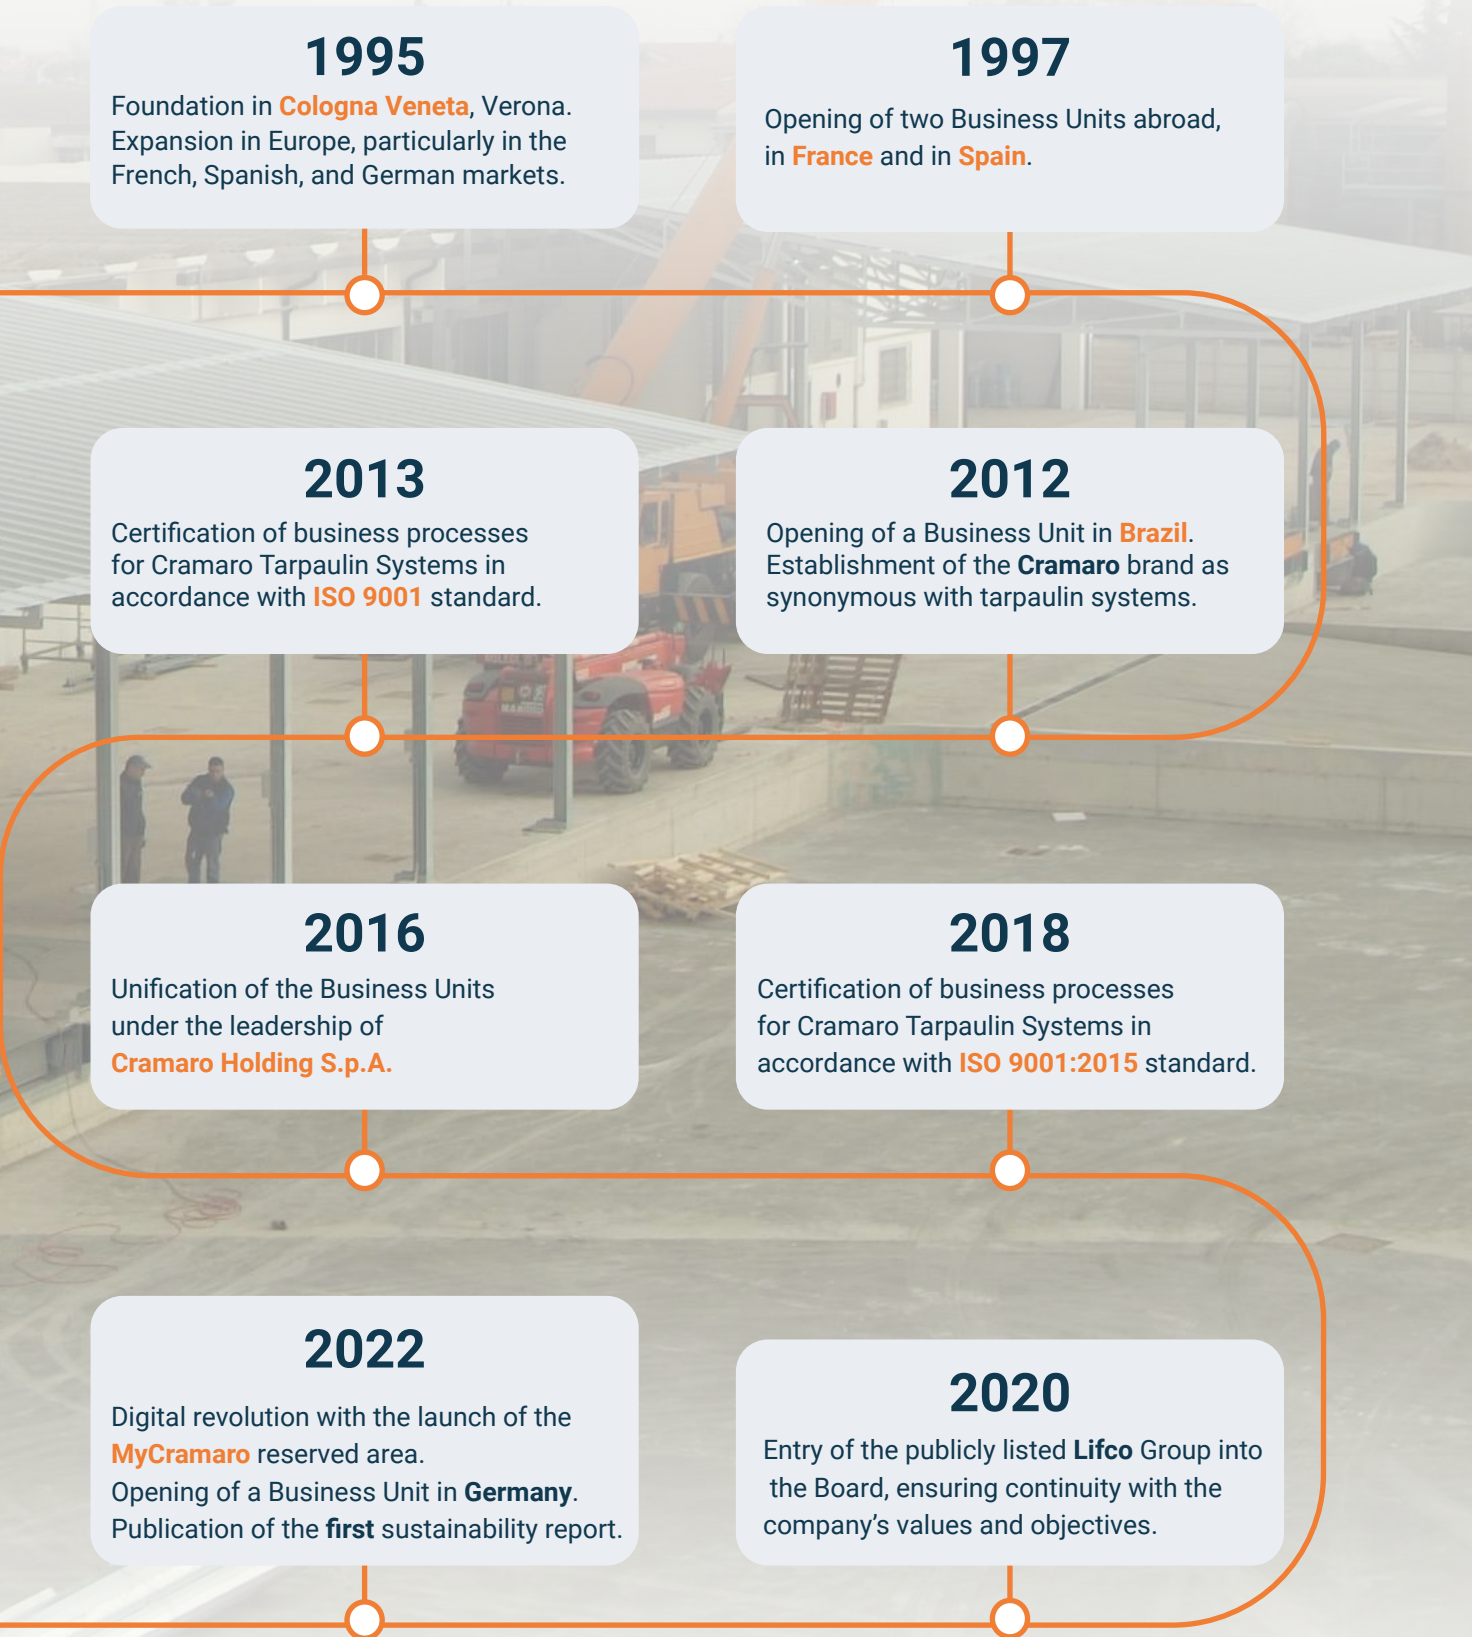 1995
Foundation in Cologna Veneta, Verona.
Expansion in Europe, particularly in the
French, Spanish, and German markets.
1997
Opening of two Business Units abroad,
in France and in Spain.
2012
Opening of a Business Unit in Brazil.
Establishment of the Cramaro brand as
synonymous with tarpaulin systems.
2013
Certification of business processes
for Cramaro Tarpaulin Systems in
accordance with ISO 9001 standard.
2016
Unification of the Business Units
under the leadership of
Cramaro Holding S.p.A.
2018
Certification of business processes
for Cramaro Tarpaulin Systems in
accordance with ISO 9001:2015 standard.
2020
Entry of the publicly listed Lifco Group into
the Board, ensuring continuity with the
company's values and objectives.
2022
Digital revolution with the launch of the
MyCramaro reserved area.
Opening of a Business Unit in Germany.
Publication of the first sustainability report.